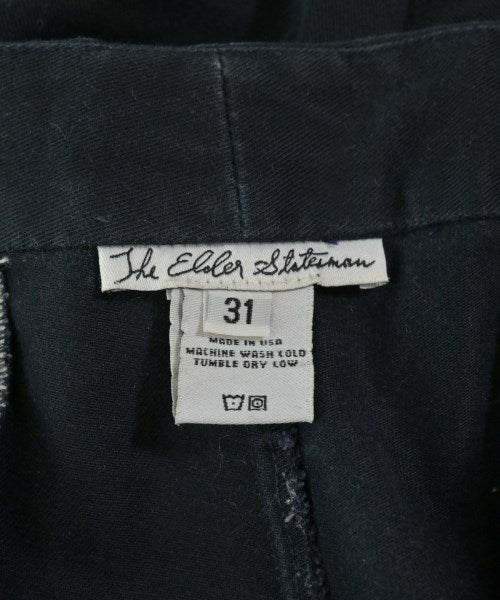 The Elder Statesman
31
MADE IN USA
MACHINE WASH COLD
TUMBLE DRY LOW